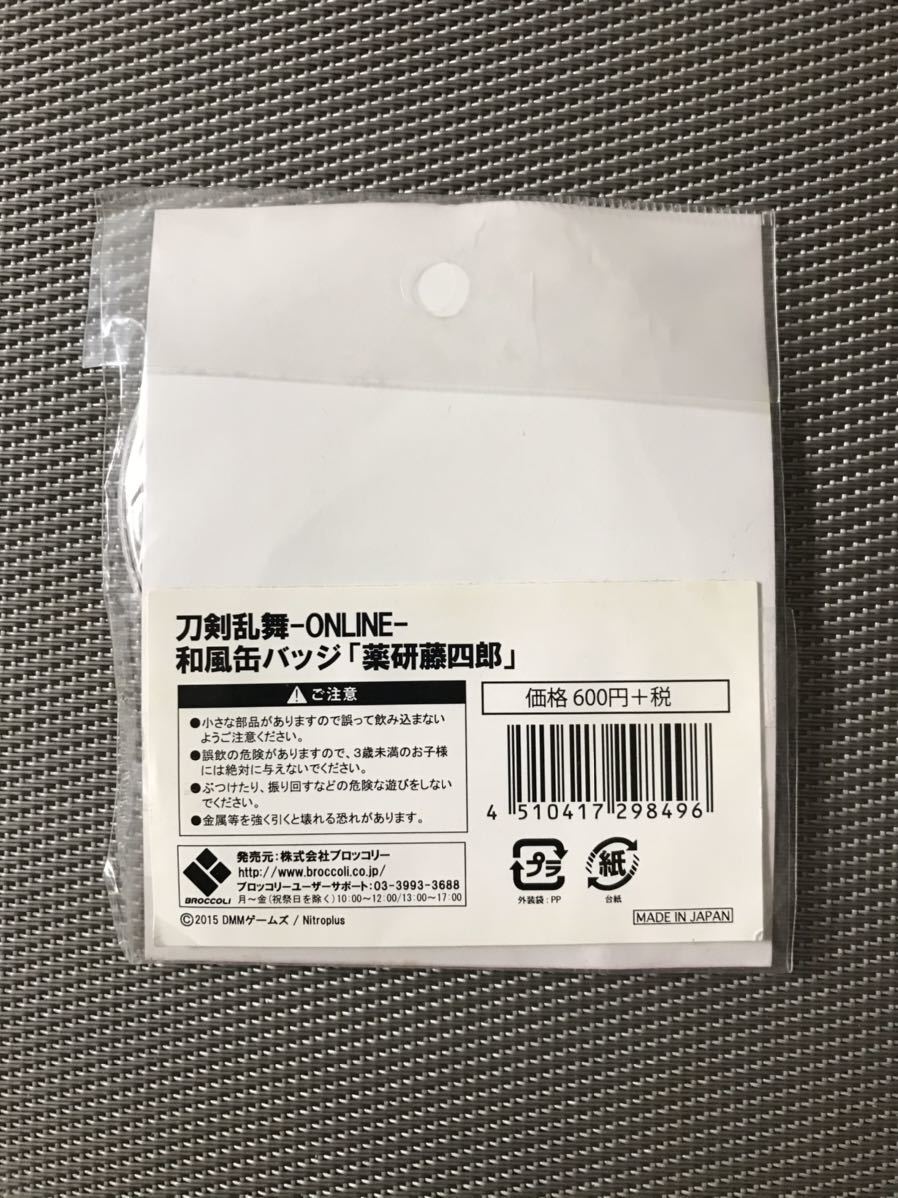 刀剣乱舞-ONLINE-
和風缶バッジ「薬研藤四郎」
ご注意
●小さな部品がありますので誤って飲み込まない
ようご注意ください。
●誤飲の危険がありますので、3歳未満のお子様
には絶対に与えないでください。
●ぶつけたり、振り回すなどの危険な遊びをしない
でください。
●金属等を強く引くと壊れる恐れがあります。
価格 600円+税
4 510417 298496
BROCCOLI
発売元:株式会社ブロッコリー
http://www.broccoli.co.jp/
ブロッコリーユーザーサポート:03-3993-3688
月~金(祝祭日を除く)10:00~12:00/13:00~17:00
プラ
外装袋:PP
紙
台紙
©2015 DMMゲームズ / Nitroplus
MADE IN JAPAN